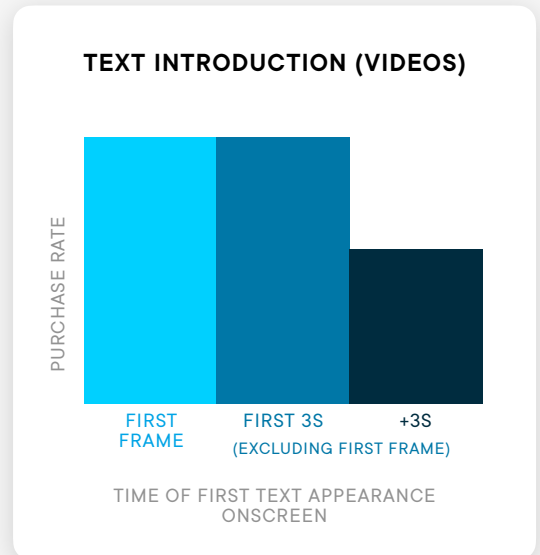 TEXT INTRODUCTION (VIDEOS)
PURCHASE RATE
FIRST
FRAME
FIRST 3S
+3S
(EXCLUDING FIRST FRAME)
TIME OF FIRST TEXT APPEARANCE
ONSCREEN